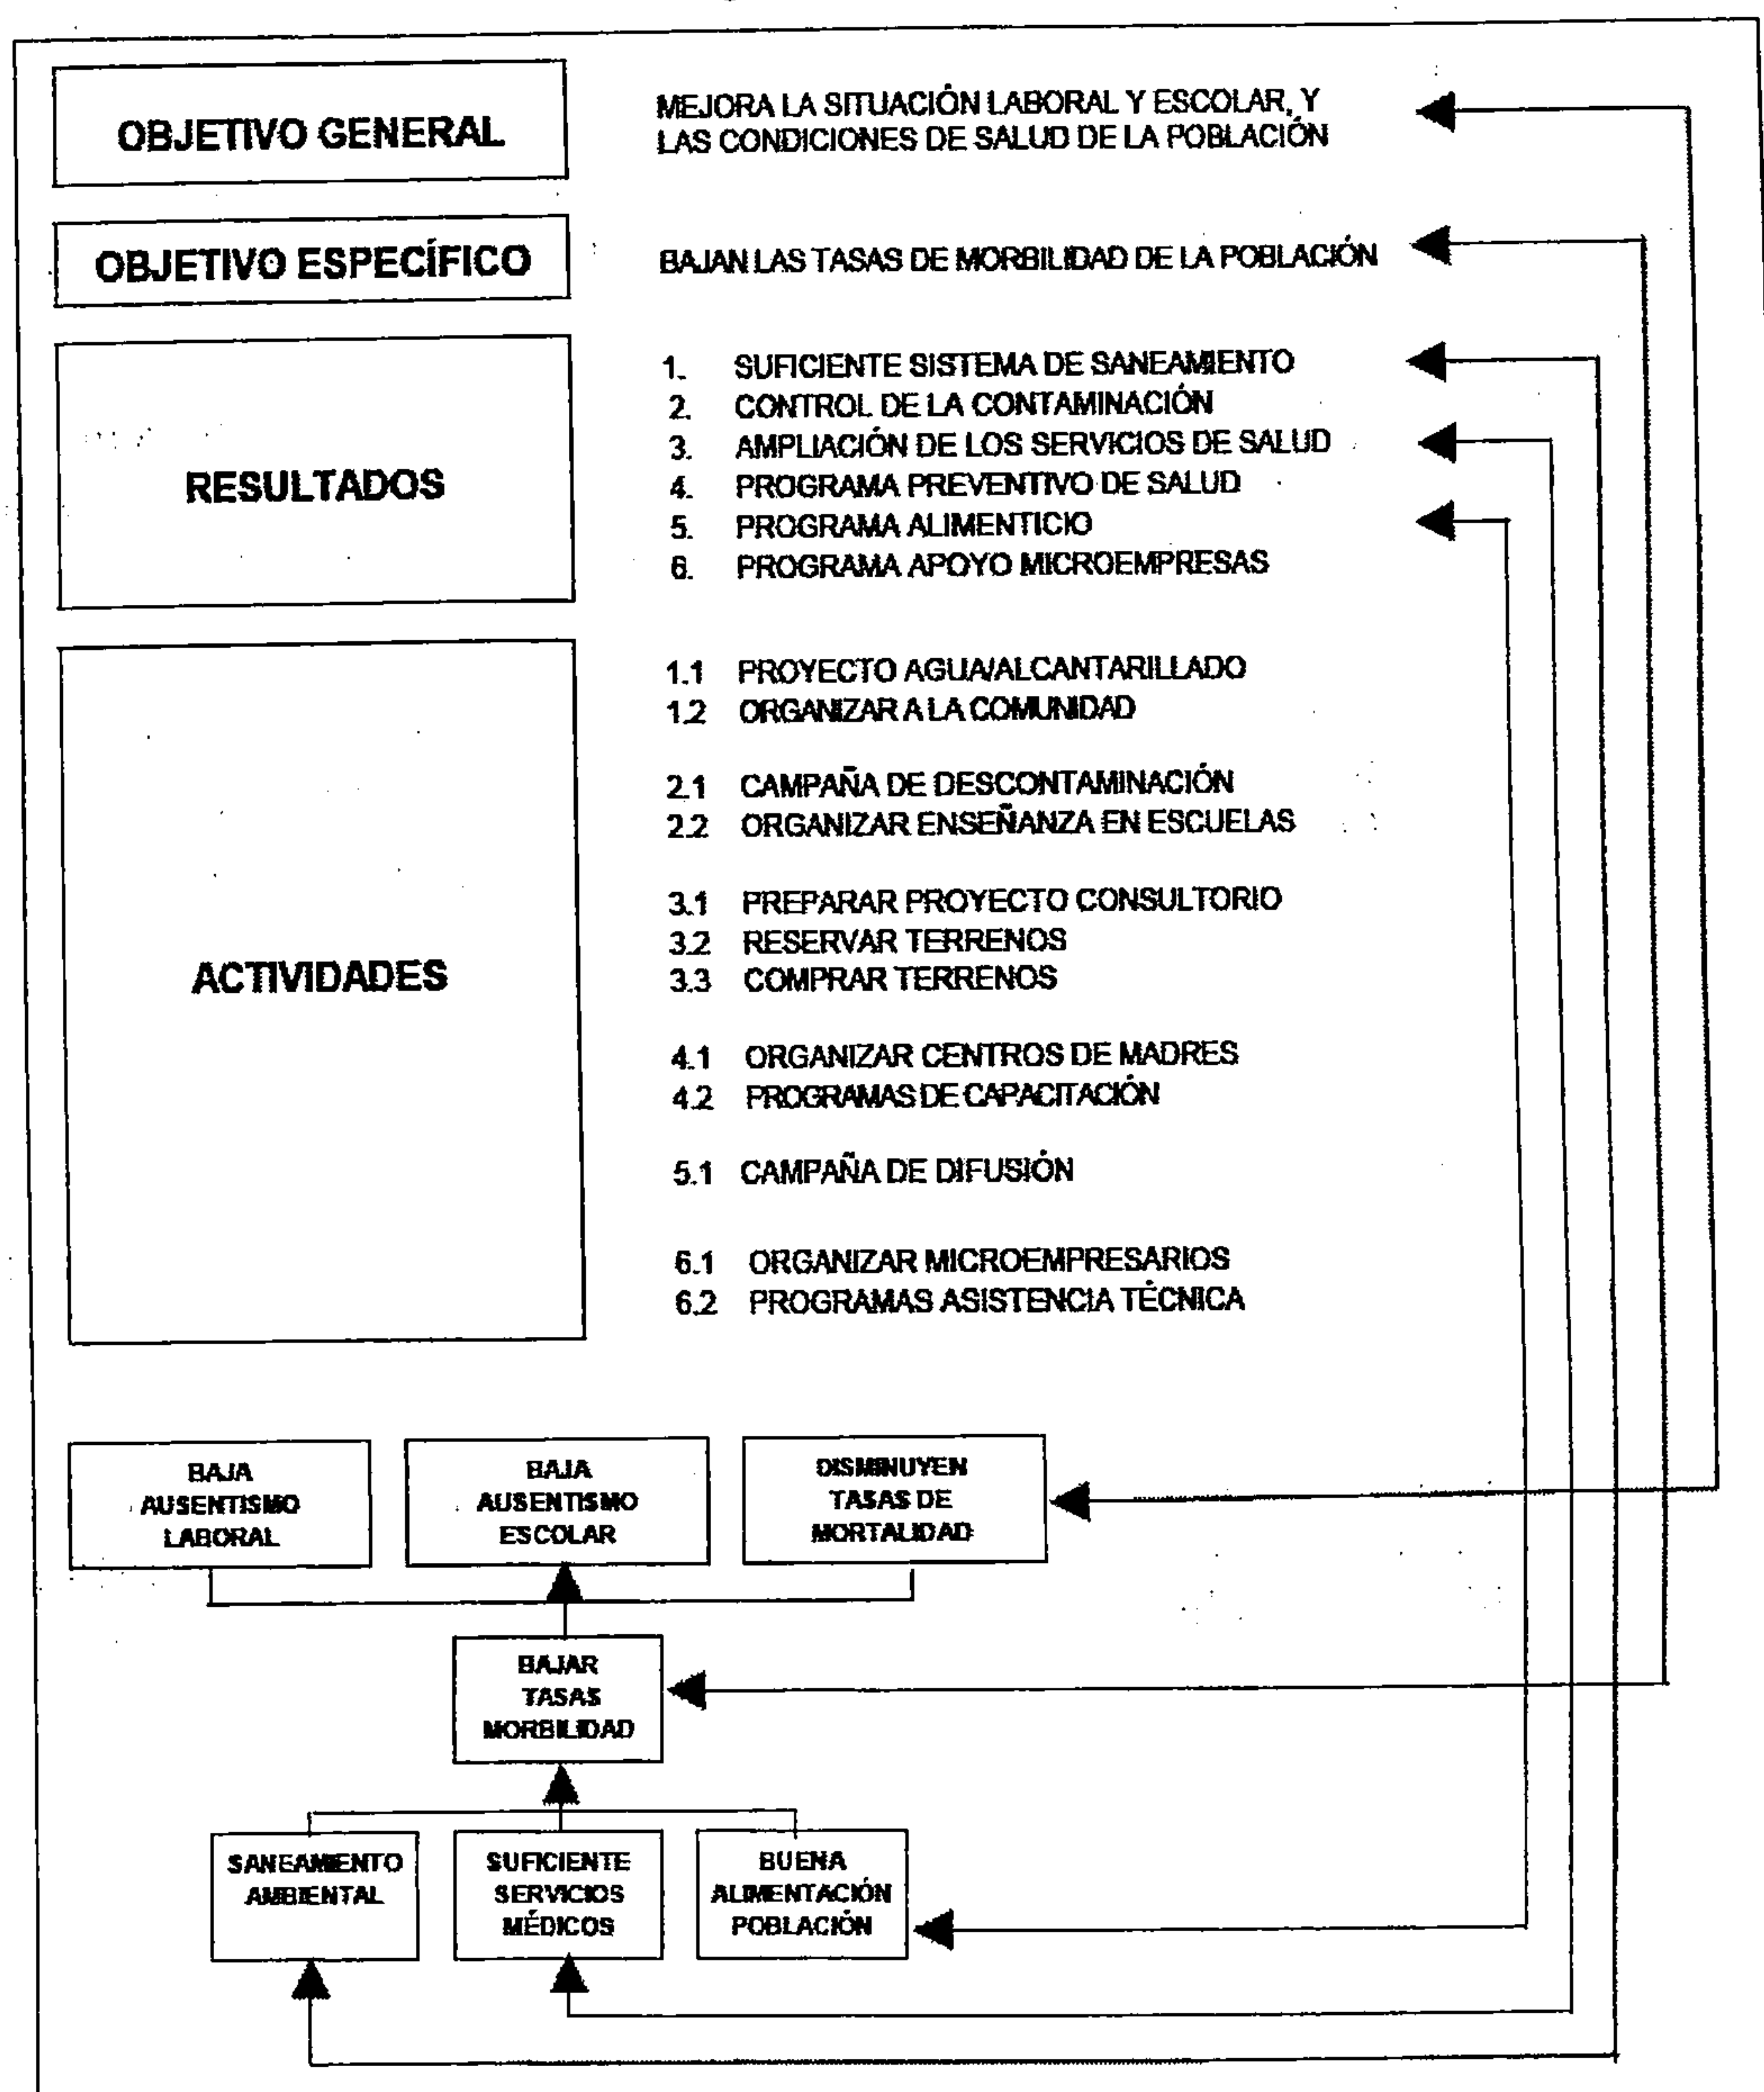 OBJETIVO GENERAL
MEJORA LA SITUACIÓN LABORAL Y ESCOLAR, Y
LAS CONDICIONES DE SALUD DE LA POBLACIÓN
OBJETIVO ESPECÍFICO
BAJAN LAS TASAS DE MORBILIDAD DE LA POBLACIÓN
RESULTADOS
1. SUFICIENTE SISTEMA DE SANEAMIENTO
2. CONTROL DE LA CONTAMINACIÓN
3. AMPLIACIÓN DE LOS SERVICIOS DE SALUD
4. PROGRAMA PREVENTIVO DE SALUD
5. PROGRAMA ALIMENTICIO
6. PROGRAMA APOYO MICROEMPRESAS
ACTIVIDADES
1.1 PROYECTO AGUA/ALCANTARILLADO
1.2 ORGANIZAR A LA COMUNIDAD
2.1 CAMPAÑA DE DESCONTAMINACIÓN
2.2 ORGANIZAR ENSEÑANZA EN ESCUELAS
3.1 PREPARAR PROYECTO CONSULTORIO
3.2 RESERVAR TERRENOS
3.3 COMPRAR TERRENOS
4.1 ORGANIZAR CENTROS DE MADRES
4.2 PROGRAMAS DE CAPACITACIÓN
5.1 CAMPAÑA DE DIFUSIÓN
6.1 ORGANIZAR MICROEMPRESARIOS
6.2 PROGRAMAS ASISTENCIA TÉCNICA
BAJA
AUSENTISMO
LABORAL
BAJA
AUSENTISMO
ESCOLAR
DISMINUYEN
TASAS DE
MORTALIDAD
BAJAR
TASAS
MORBILIDAD
SANEAMIENTO
AMBIENTAL
SUFICIENTE
SERVICIOS
MÉDICOS
BUENA
ALIMENTACIÓN
POBLACIÓN